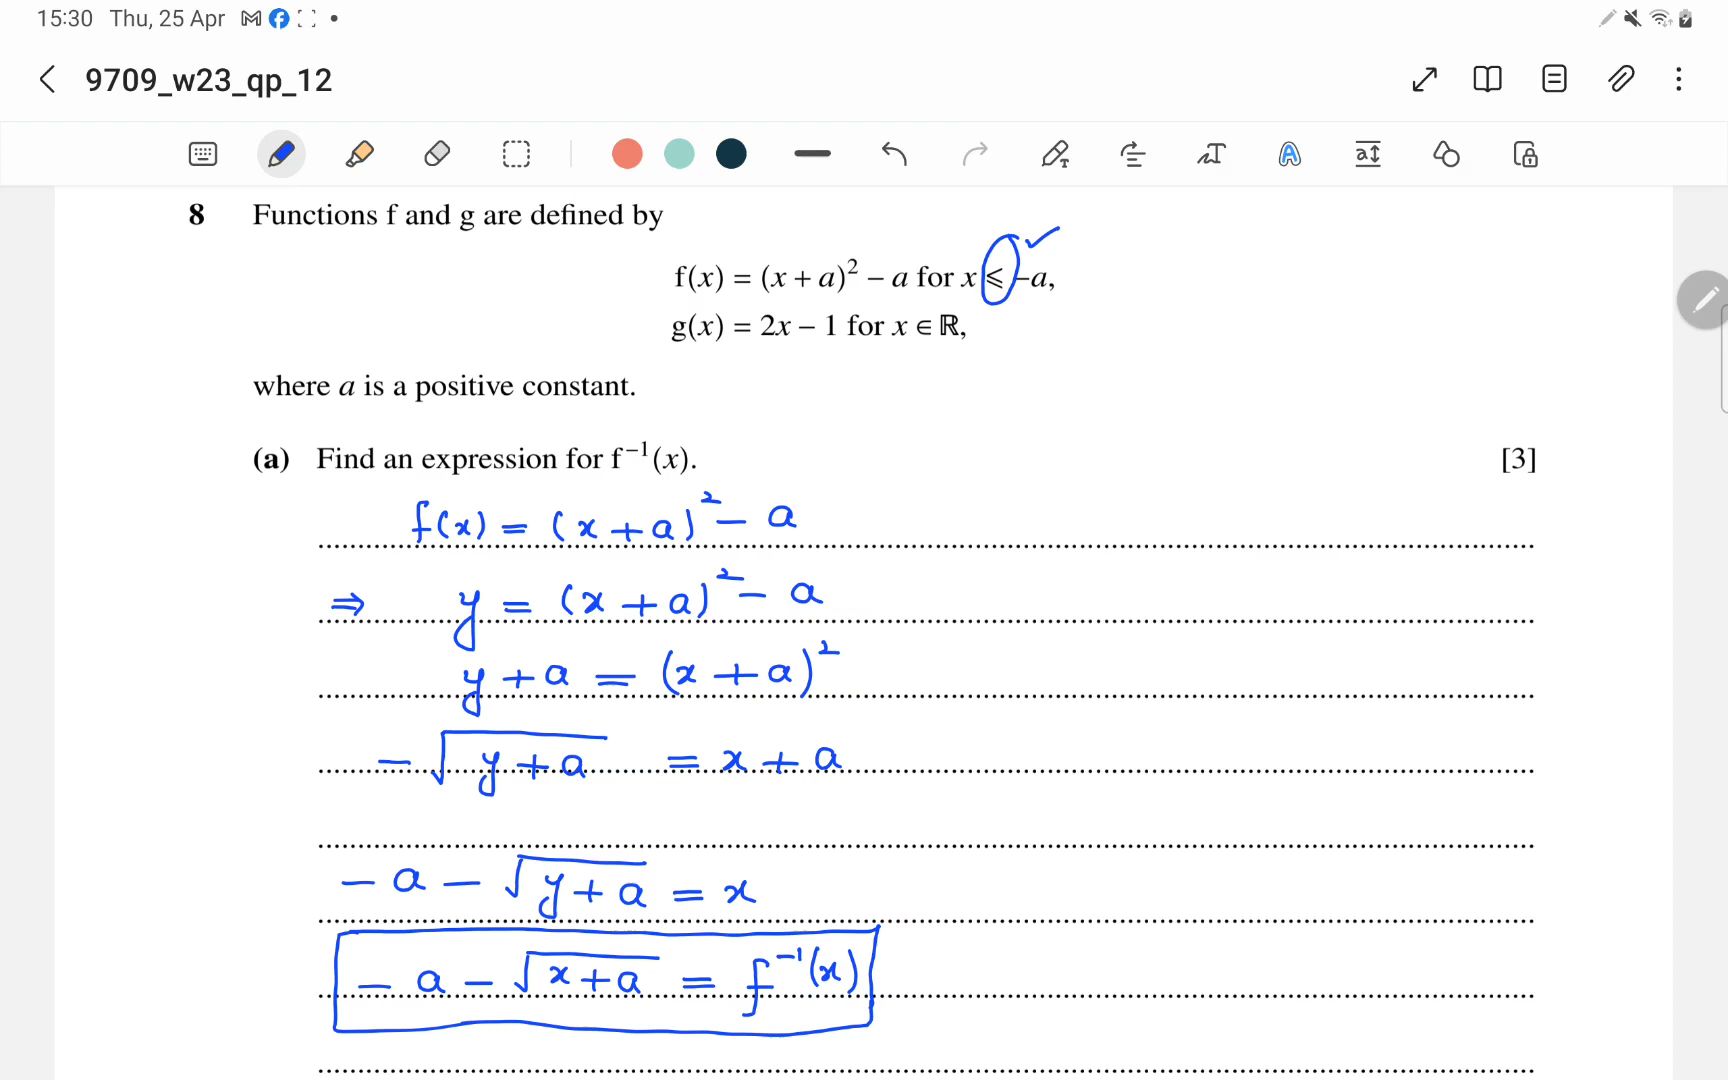 15:30 Thu, 25 Apr
9709_w23_qp_12
8 Functions f and g are defined by
f(x) = (x + a)² − a for x ⩽ −a,
g(x) = 2x − 1 for x ∈ ℝ,
where a is a positive constant.
(a) Find an expression for f⁻¹(x). [3]
f(x) = (x + a)² − a
⇒ y = (x + a)² − a
y + a = (x + a)²
− √(y + a) = x + a
− a − √(y + a) = x
− a − √(x + a) = f⁻¹(x)